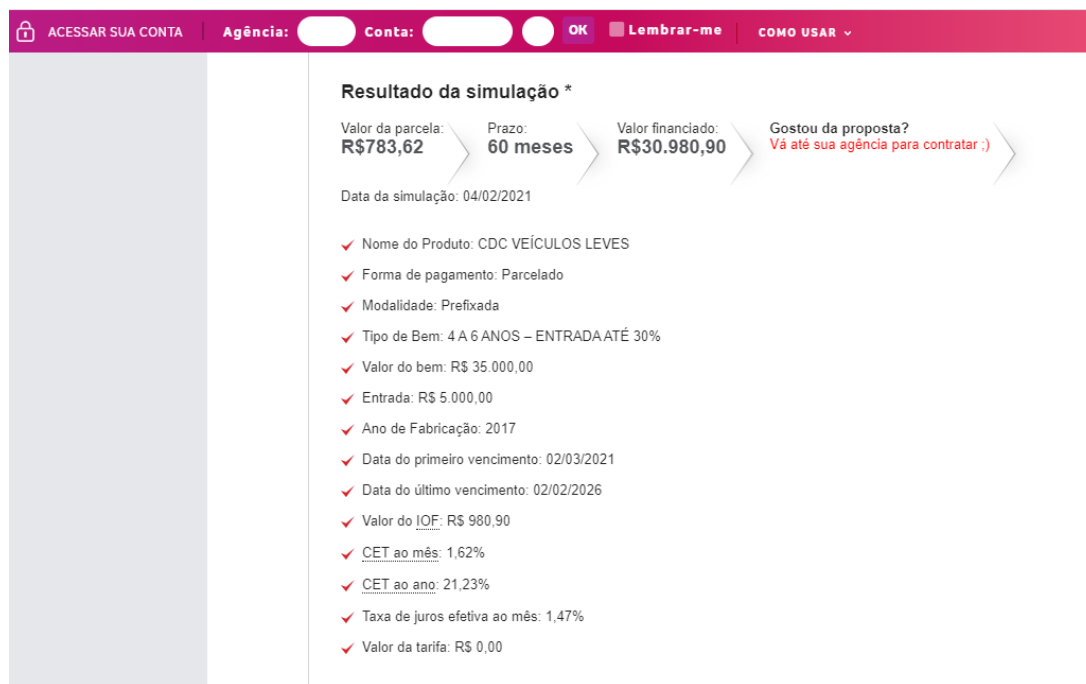 ACESSAR SUA CONTA Agência: Conta: OK Lembrar-me COMO USAR
Resultado da simulação *
Valor da parcela: Prazo: Valor financiado: Gostou da proposta?
R$783,62 60 meses R$30.980,90 Vá até sua agência para contratar ;)
Data da simulação: 04/02/2021
Nome do Produto: CDC VEÍCULOS LEVES
Forma de pagamento: Parcelado
Modalidade: Prefixada
Tipo de Bem: 4 A 6 ANOS – ENTRADA ATÉ 30%
Valor do bem: R$ 35.000,00
Entrada: R$ 5.000,00
Ano de Fabricação: 2017
Data do primeiro vencimento: 02/03/2021
Data do último vencimento: 02/02/2026
Valor do IOF: R$ 980,90
CET ao mês: 1,62%
CET ao ano: 21,23%
Taxa de juros efetiva ao mês: 1,47%
Valor da tarifa: R$ 0,00